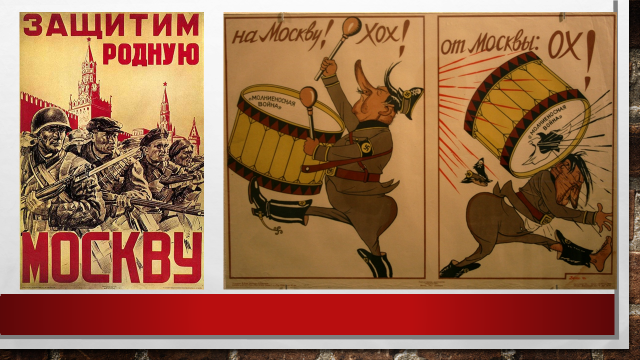 ЗАЩИТИМ
РОДНУЮ
МОСКВУ
на Москву! ХОХ!
„МОЛНИЕНОСНАЯ
ВОЙНА“
от Москвы: ОХ!
„МОЛНИЕНОСНАЯ
ВОЙНА“